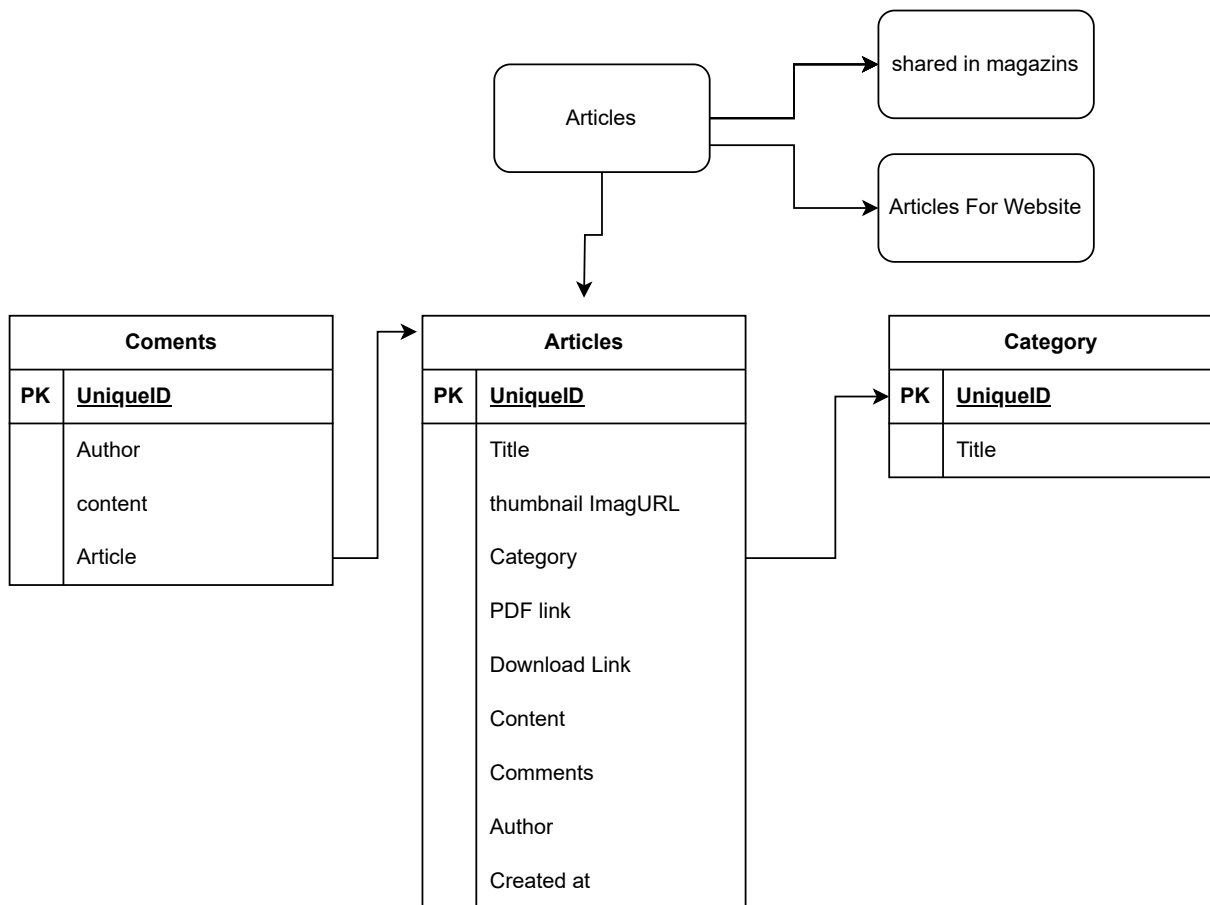 shared in magazins
Articles
Articles For Website
Coments
PK UniqueID
Author
content
Article
Articles
PK UniqueID
Title
thumbnail ImagURL
Category
PDF link
Download Link
Content
Comments
Author
Created at
Category
PK UniqueID
Title